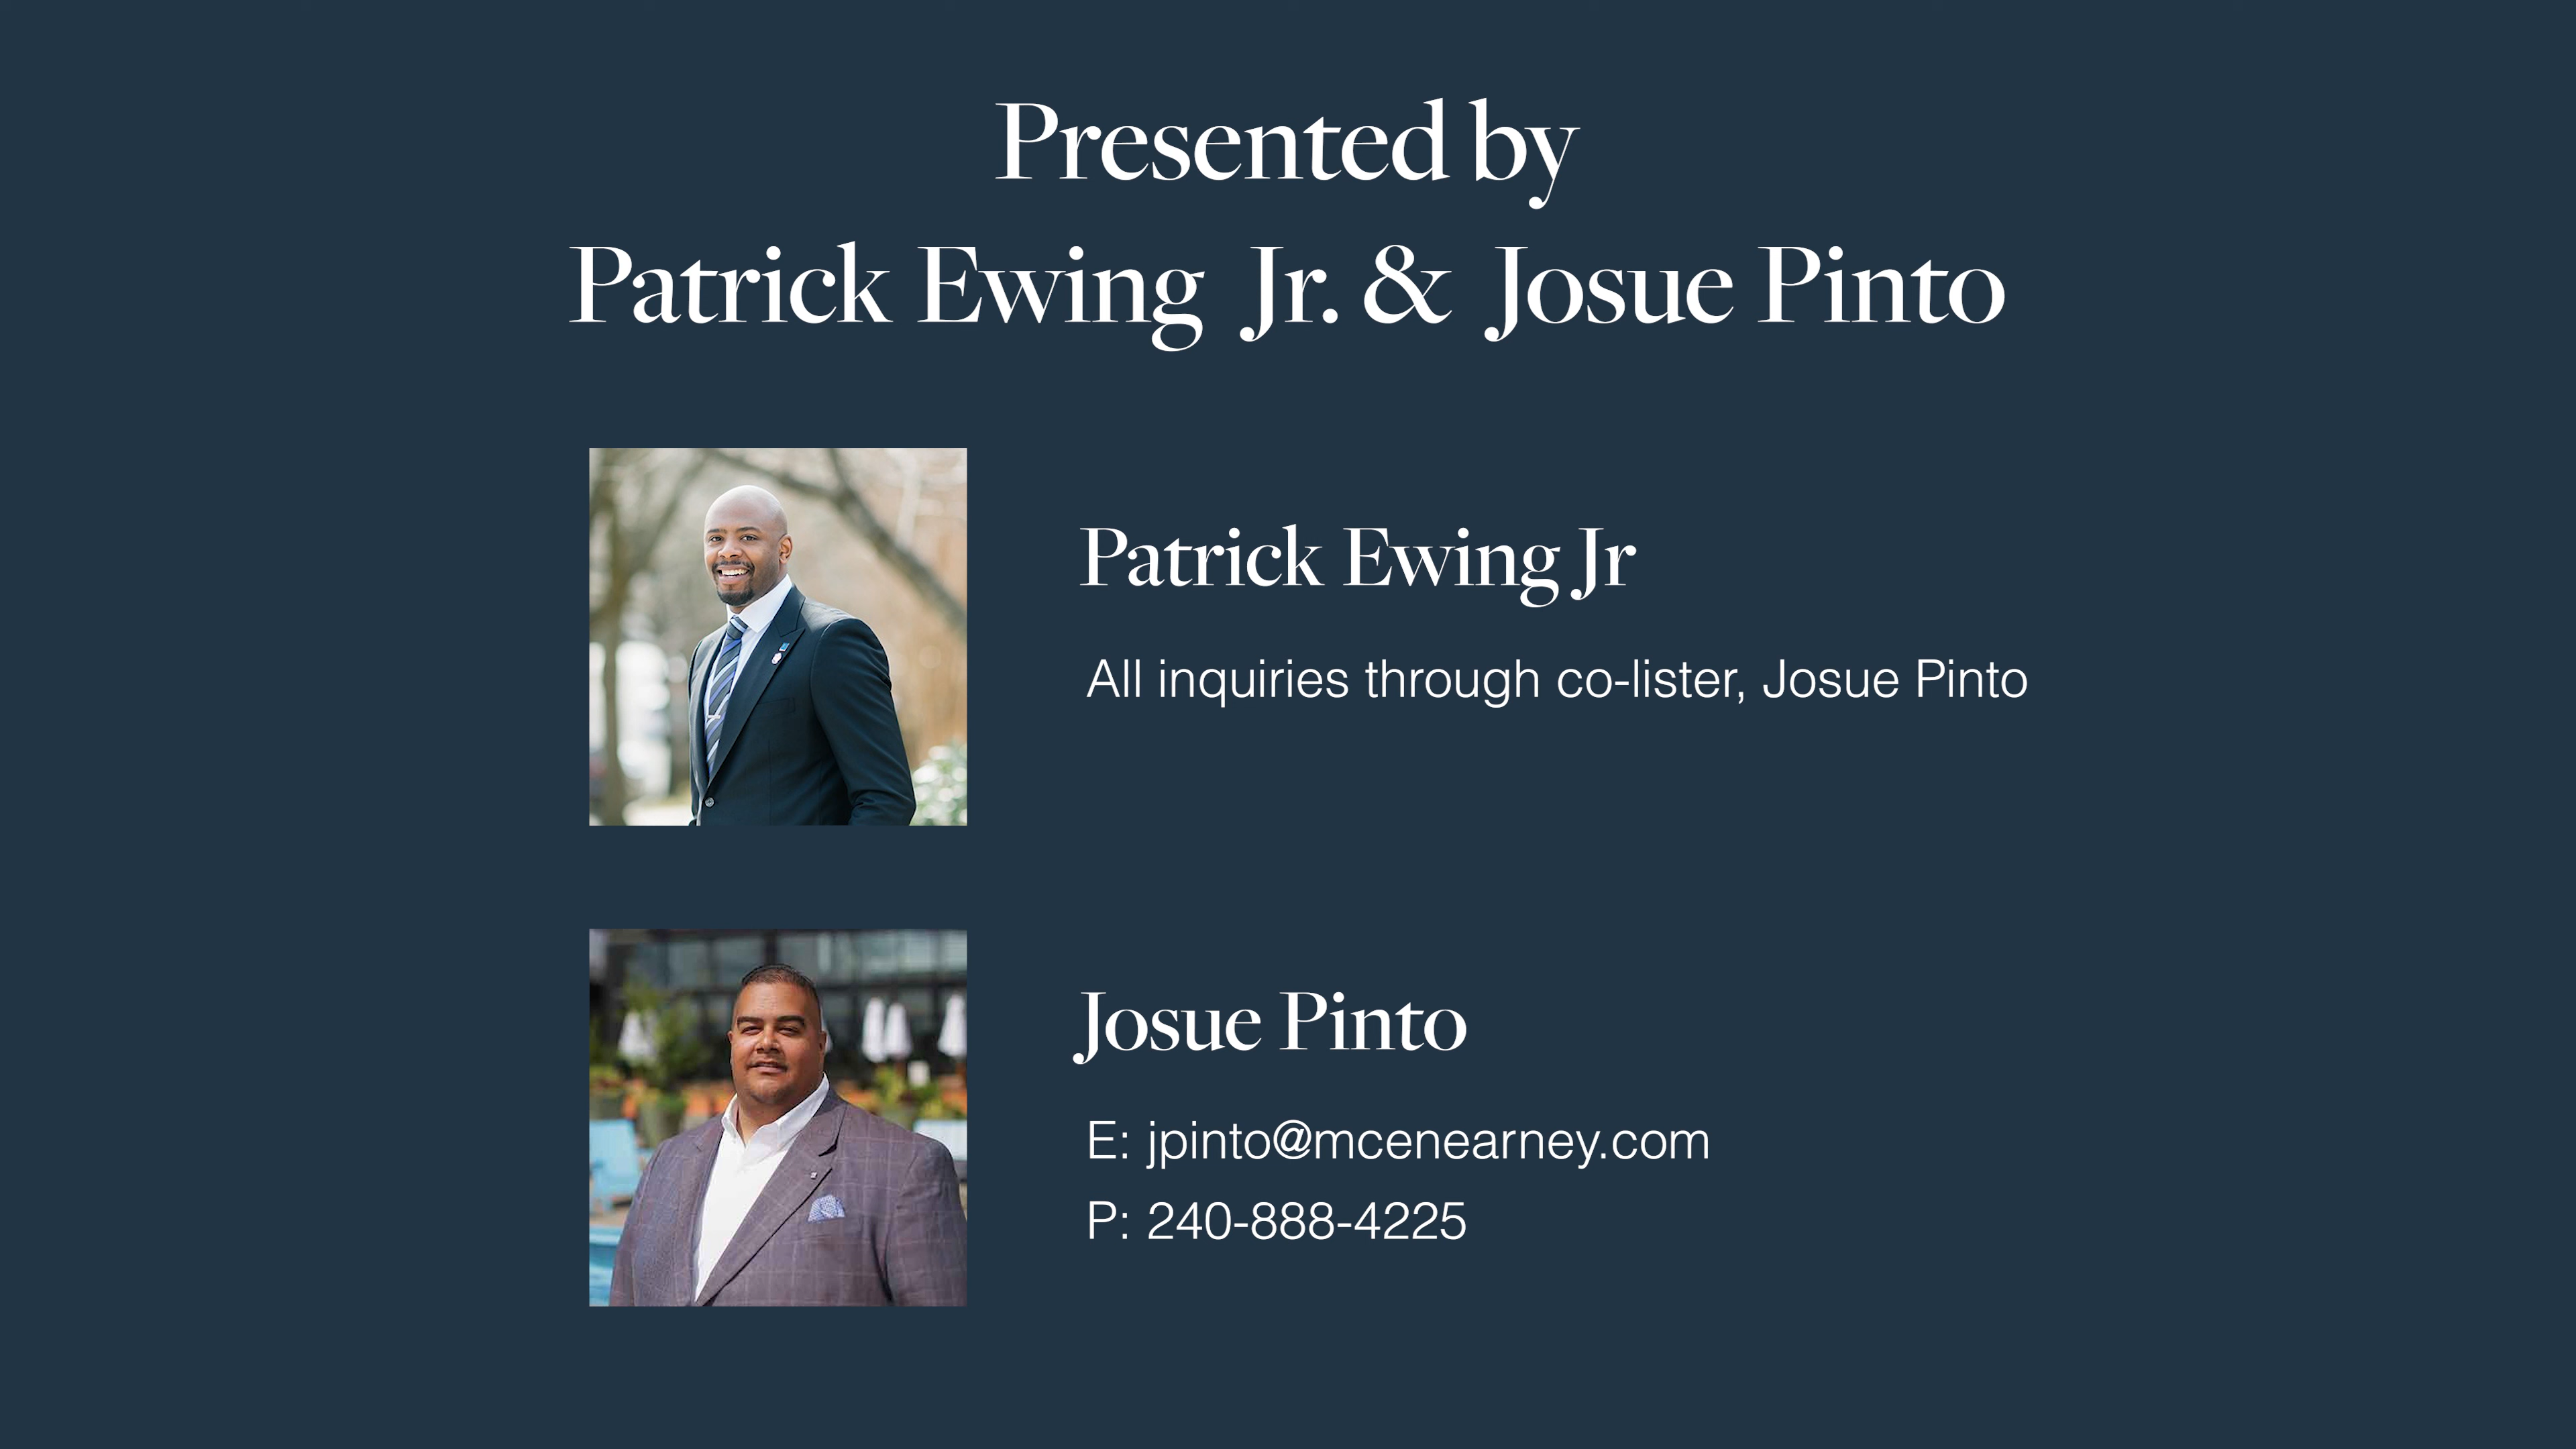 Presented by
Patrick Ewing Jr. & Josue Pinto
Patrick Ewing Jr
All inquiries through co-lister, Josue Pinto
Josue Pinto
E: jpinto@mcenearney.com
P: 240-888-4225